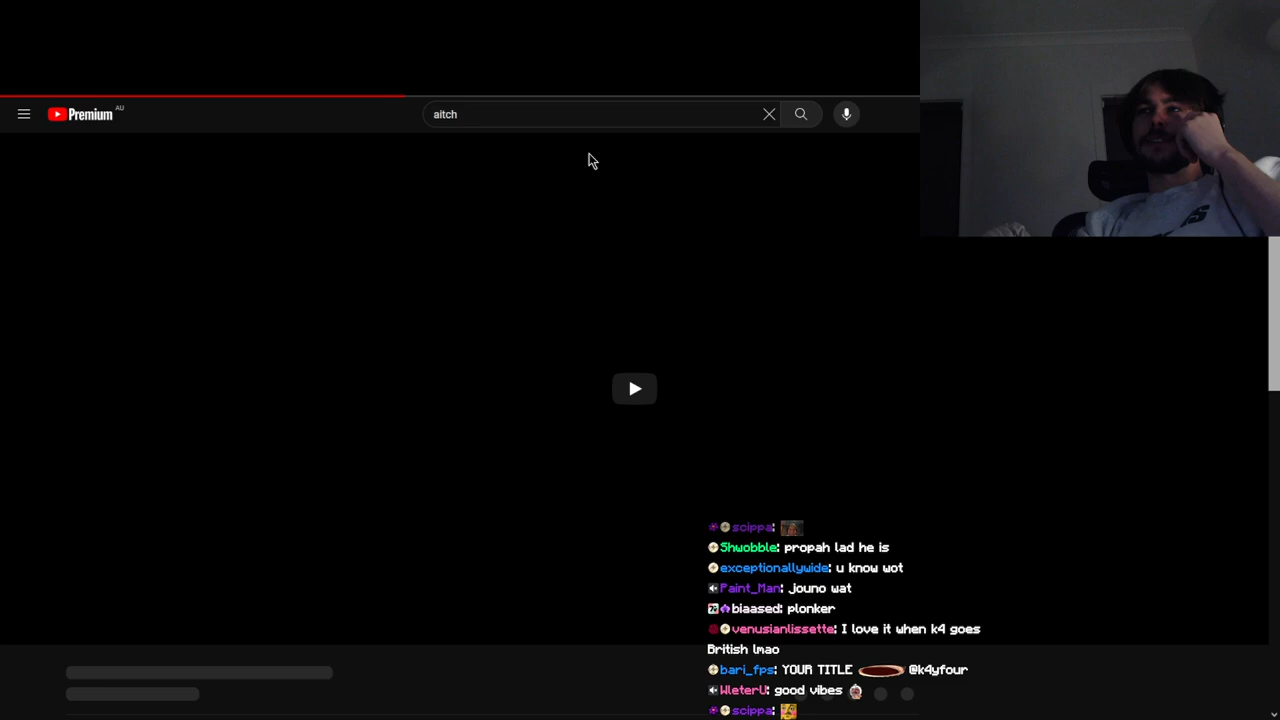 Premium AU
aitch
scippa:
Shwobble: propah lad he is
exceptionallywide: u know wot
Paint_Man: jouno wat
biaased: plonker
venusianlissette: I love it when k4 goes
British lmao
bari_fps: YOUR TITLE @k4yfour
WleterU: good vibes
scippa: